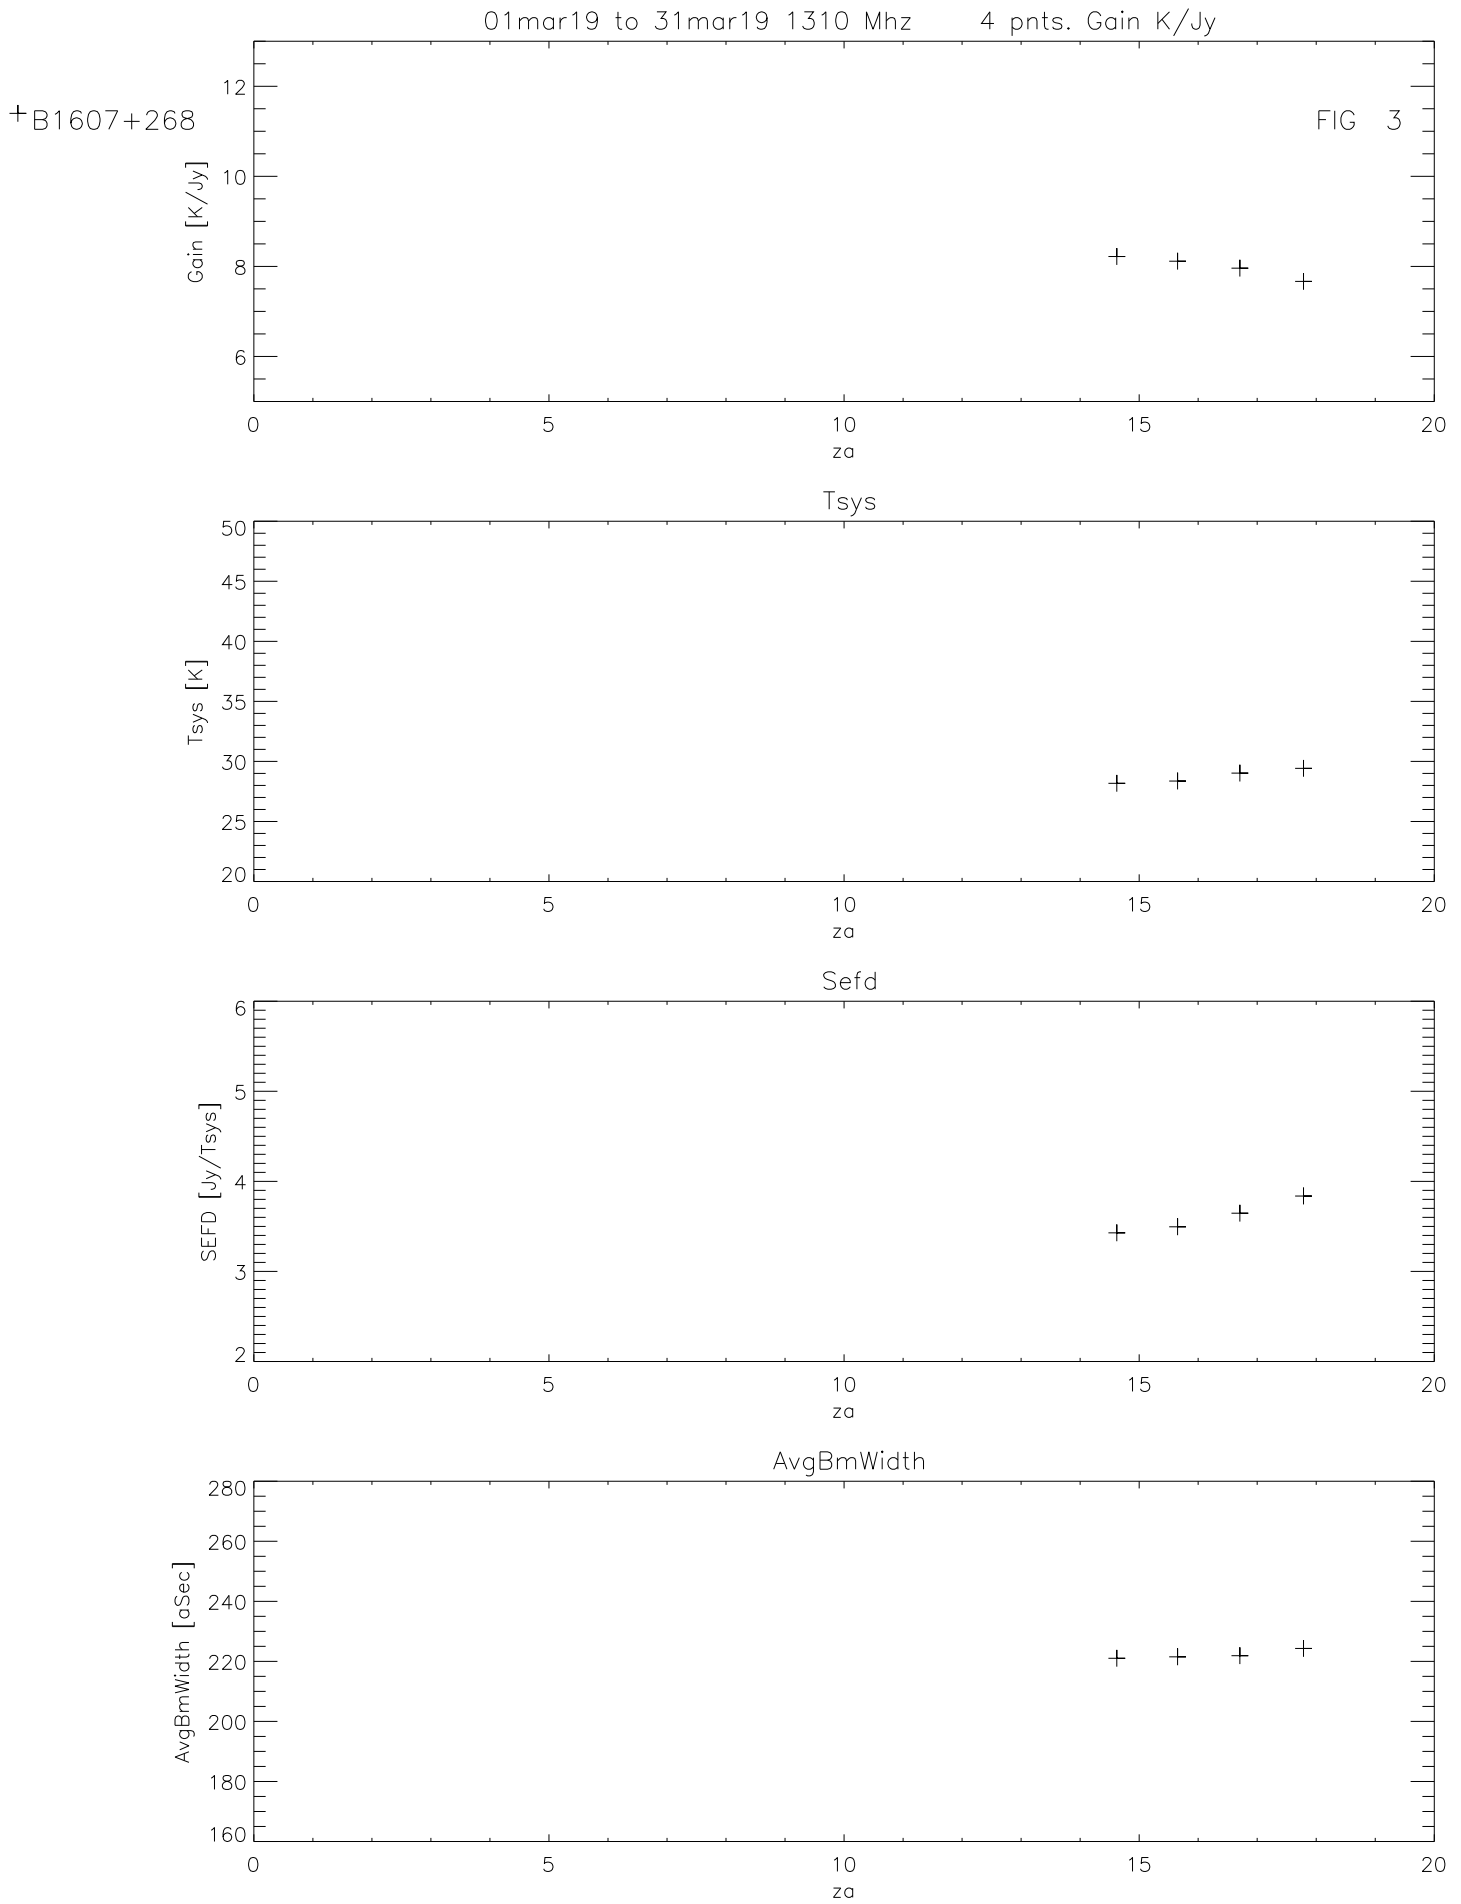 01mar19 to 31mar19 1310 Mhz 4 pnts. Gain K/Jy
+B1607+268
FIG 3
Gain [K/Jy]
12
10
8
6
0 5 10 15 20
za
Tsys
Tsys [K]
50
45
40
35
30
25
20
0 5 10 15 20
za
Sefd
SEFD [Jy/Tsys]
6
5
4
3
2
0 5 10 15 20
za
AvgBmWidth
AvgBmWidth [aSec]
280
260
240
220
200
180
160
0 5 10 15 20
za